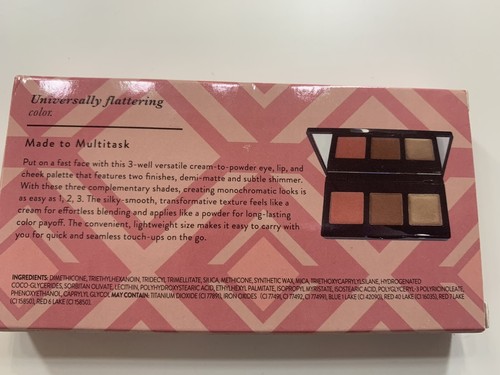 Universally flattering
color.
Made to Multitask
Put on a fast face with this 3-well versatile cream-to-powder eye, lip, and
cheek palette that features two finishes, demi-matte and subtle shimmer.
With these three complementary shades, creating monochromatic looks is
as easy as 1, 2, 3. The silky-smooth, transformative texture feels like a
cream for effortless blending and applies like a powder for long-lasting
color payoff. The convenient, lightweight size makes it easy to carry with
you for quick and seamless touch-ups on the go.
INGREDIENTS: DIMETHICONE, TRIETHYLHEXANOIN, TRIDECYL TRIMELLITATE, SILICA, METHICONE, SYNTHETIC WAX, MICA, TRIETHOXYCAPRYLYLSILANE, HYDROGENATED
COCO-GLYCERIDES, SORBITAN OLIVATE, LECITHIN, POLYHYDROXYSTEARIC ACID, ETHYLHEXYL PALMITATE, ISOPROPYL MYRISTATE, ISOSTEARIC ACID, POLYGLYCERYL-3 POLYRICINOLEATE,
PHENOXYETHANOL, CAPRYLYL GLYCOL MAY CONTAIN: TITANIUM DIOXIDE (CI 77891), IRON OXIDES (CI 77491, CI 77492, CI 77499), BLUE 1 LAKE (CI 42090), RED 40 LAKE (CI 16035), RED 7 LAKE
(CI 15850), RED 6 LAKE (CI 15850).